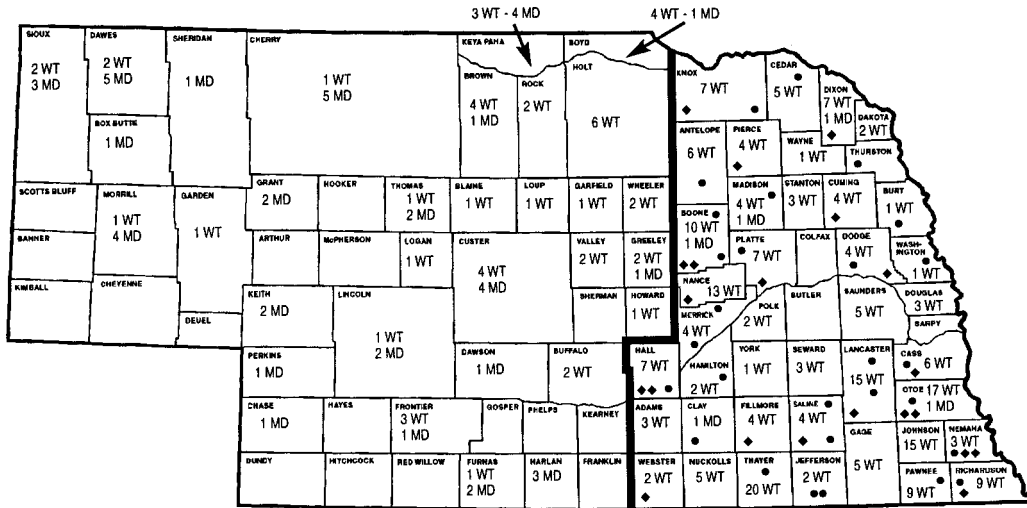 3 WT - 4 MD
4 WT - 1 MD
SIOUX
2 WT
3 MD
DAWES
2 WT
5 MD
BOX BUTTE
1 MD
SHERIDAN
1 MD
CHERRY
1 WT
5 MD
KEYA PAHA
BROWN
4 WT
1 MD
ROCK
2 WT
BOYD
HOLT
6 WT
KNOX
7 WT
CEDAR
5 WT
DIXON
7 WT
1 MD
DAKOTA
2 WT
ANTELOPE
6 WT
PIERCE
4 WT
WAYNE
1 WT
THURSTON
SCOTTS BLUFF
MORRILL
1 WT
4 MD
GARDEN
1 WT
GRANT
2 MD
HOOKER
THOMAS
1 WT
2 MD
BLAINE
1 WT
LOUP
1 WT
GARFIELD
1 WT
WHEELER
2 WT
MADISON
4 WT
1 MD
STANTON
3 WT
CUMING
4 WT
BURT
1 WT
BOONE
10 WT
1 MD
BANNER
ARTHUR
McPHERSON
LOGAN
1 WT
CUSTER
4 WT
4 MD
VALLEY
2 WT
GREELEY
2 WT
1 MD
PLATTE
7 WT
COLFAX
DODGE
4 WT
WASH-
INGTON
1 WT
KIMBALL
CHEYENNE
DEUEL
KEITH
2 MD
LINCOLN
1 WT
2 MD
SHERMAN
HOWARD
1 WT
NANCE
13 WT
MERRICK
4 WT
POLK
2 WT
BUTLER
SAUNDERS
5 WT
DOUGLAS
3 WT
SARPY
PERKINS
1 MD
DAWSON
1 MD
BUFFALO
2 WT
HALL
7 WT
HAMILTON
2 WT
YORK
1 WT
SEWARD
3 WT
LANCASTER
15 WT
CASS
6 WT
OTOE
17 WT
1 MD
CHASE
1 MD
HAYES
FRONTIER
3 WT
1 MD
GOSPER
PHELPS
KEARNEY
ADAMS
3 WT
CLAY
1 MD
FILLMORE
4 WT
SALINE
4 WT
GAGE
5 WT
JOHNSON
15 WT
NEMAHA
3 WT
DUNDY
HITCHCOCK
RED WILLOW
FURNAS
1 WT
2 MD
HARLAN
3 MD
FRANKLIN
WEBSTER
2 WT
NUCKOLLS
5 WT
THAYER
20 WT
JEFFERSON
2 WT
PAWNEE
9 WT
RICHARDSON
9 WT